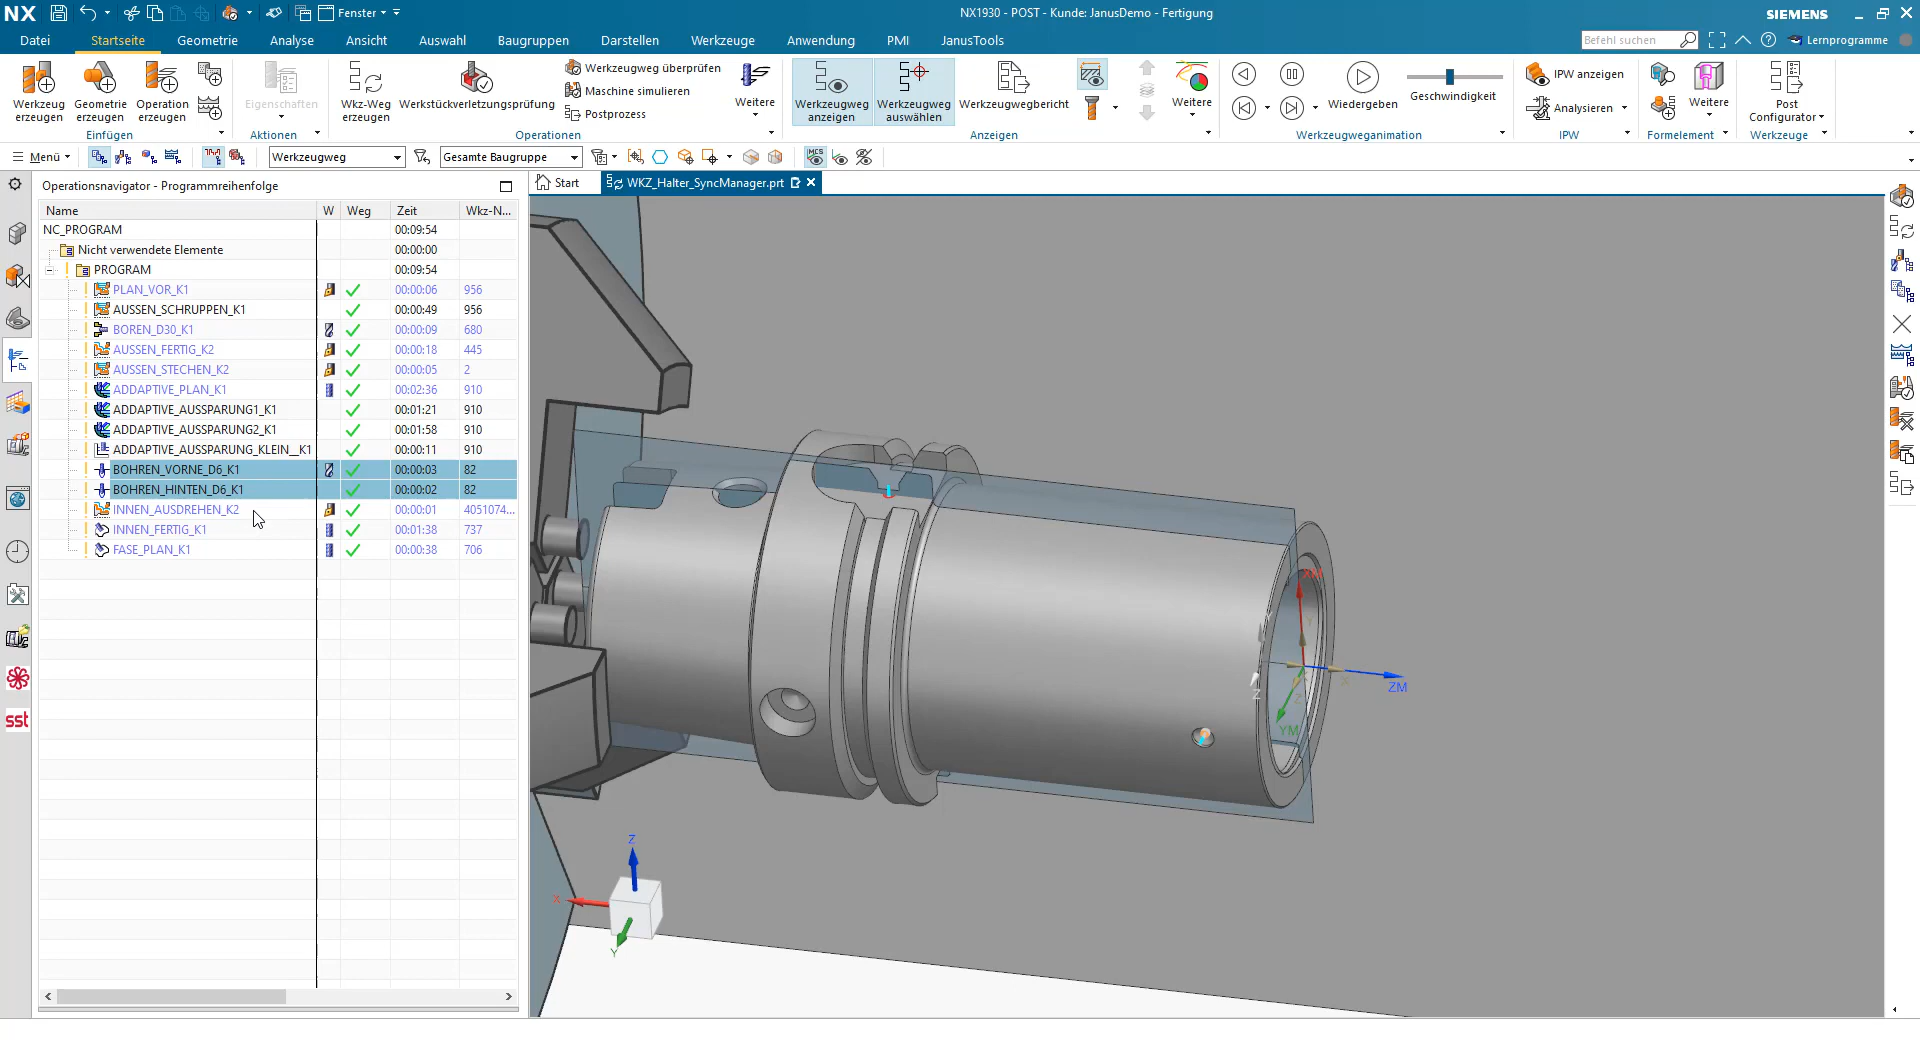 NX
Fenster
NX1930 - POST - Kunde: JanusDemo - Fertigung
SIEMENS
Datei
Startseite
Geometrie
Analyse
Ansicht
Auswahl
Baugruppen
Darstellen
Werkzeuge
Anwendung
PMI
JanusTools
Befehl suchen
Lernprogramme
Werkzeug erzeugen
Geometrie erzeugen
Operation erzeugen
Einfügen
Eigenschaften
Aktionen
Wkz-Weg erzeugen
Werkstückverletzungsprüfung
Werkzeugweg überprüfen
Maschine simulieren
Postprozess
Weitere
Operationen
Werkzeugweg anzeigen
Werkzeugweg auswählen
Werkzeugwegbericht
Weitere
Anzeigen
Wiedergeben
Geschwindigkeit
Werkzeugweganimation
IPW anzeigen
Analysieren
IPW
Weitere
Formelement
Post Configurator
Werkzeuge
Menü
Werkzeugweg
Gesamte Baugruppe
MCS
Operationsnavigator - Programmreihenfolge
Start
WKZ_Halter_SyncManager.prt
Name W Weg Zeit Wkz-N...
NC_PROGRAM 00:09:54
Nicht verwendete Elemente 00:00:00
PROGRAM 00:09:54
PLAN_VOR_K1 00:00:06 956
AUSSEN_SCHRUPPEN_K1 00:00:49 956
BOREN_D30_K1 00:00:09 680
AUSSEN_FERTIG_K2 00:00:18 445
AUSSEN_STECHEN_K2 00:00:05 2
ADDAPTIVE_PLAN_K1 00:02:36 910
ADDAPTIVE_AUSSPARUNG1_K1 00:01:21 910
ADDAPTIVE_AUSSPARUNG2_K1 00:01:58 910
ADDAPTIVE_AUSSPARUNG_KLEIN__K1 00:00:11 910
BOHREN_VORNE_D6_K1 00:00:03 82
BOHREN_HINTEN_D6_K1 00:00:02 82
INNEN_AUSDREHEN_K2 00:00:01 4051074...
INNEN_FERTIG_K1 00:01:38 737
FASE_PLAN_K1 00:00:38 706
sst
XM
Y
X
ZM
Z
Z
YM
Z
X
Y